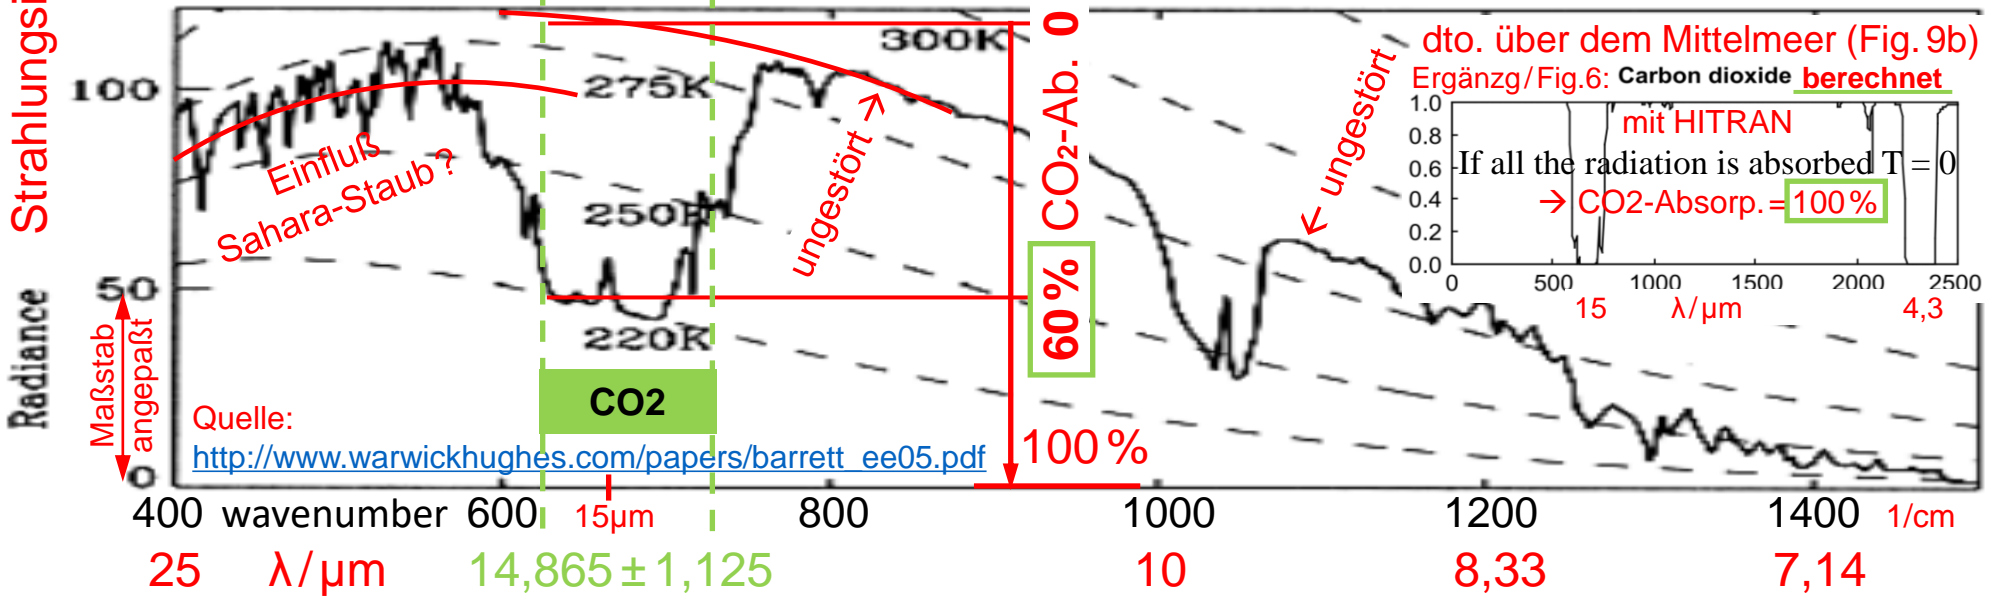 Strahlungsi
Radiance
100
50
0
Maßstab
angepaßt
Einfluß
Sahara-Staub ?
300K
275K
250K
220K
ungestört →
CO2
Quelle:
http://www.warwickhughes.com/papers/barrett_ee05.pdf
60 % CO₂-Ab. 0
100 %
← ungestört
dto. über dem Mittelmeer (Fig. 9b)
Ergänzg/Fig.6: Carbon dioxide berechnet
1.0
0.8
0.6
0.4
0.2
0.0
mit HITRAN
If all the radiation is absorbed T = 0
→ CO2-Absorp. = 100 %
0 500 1000 1500 2000 2500
15 λ/µm 4,3
400 wavenumber 600 15µm 800 1000 1200 1400 1/cm
25 λ/µm 14,865 ± 1,125 10 8,33 7,14